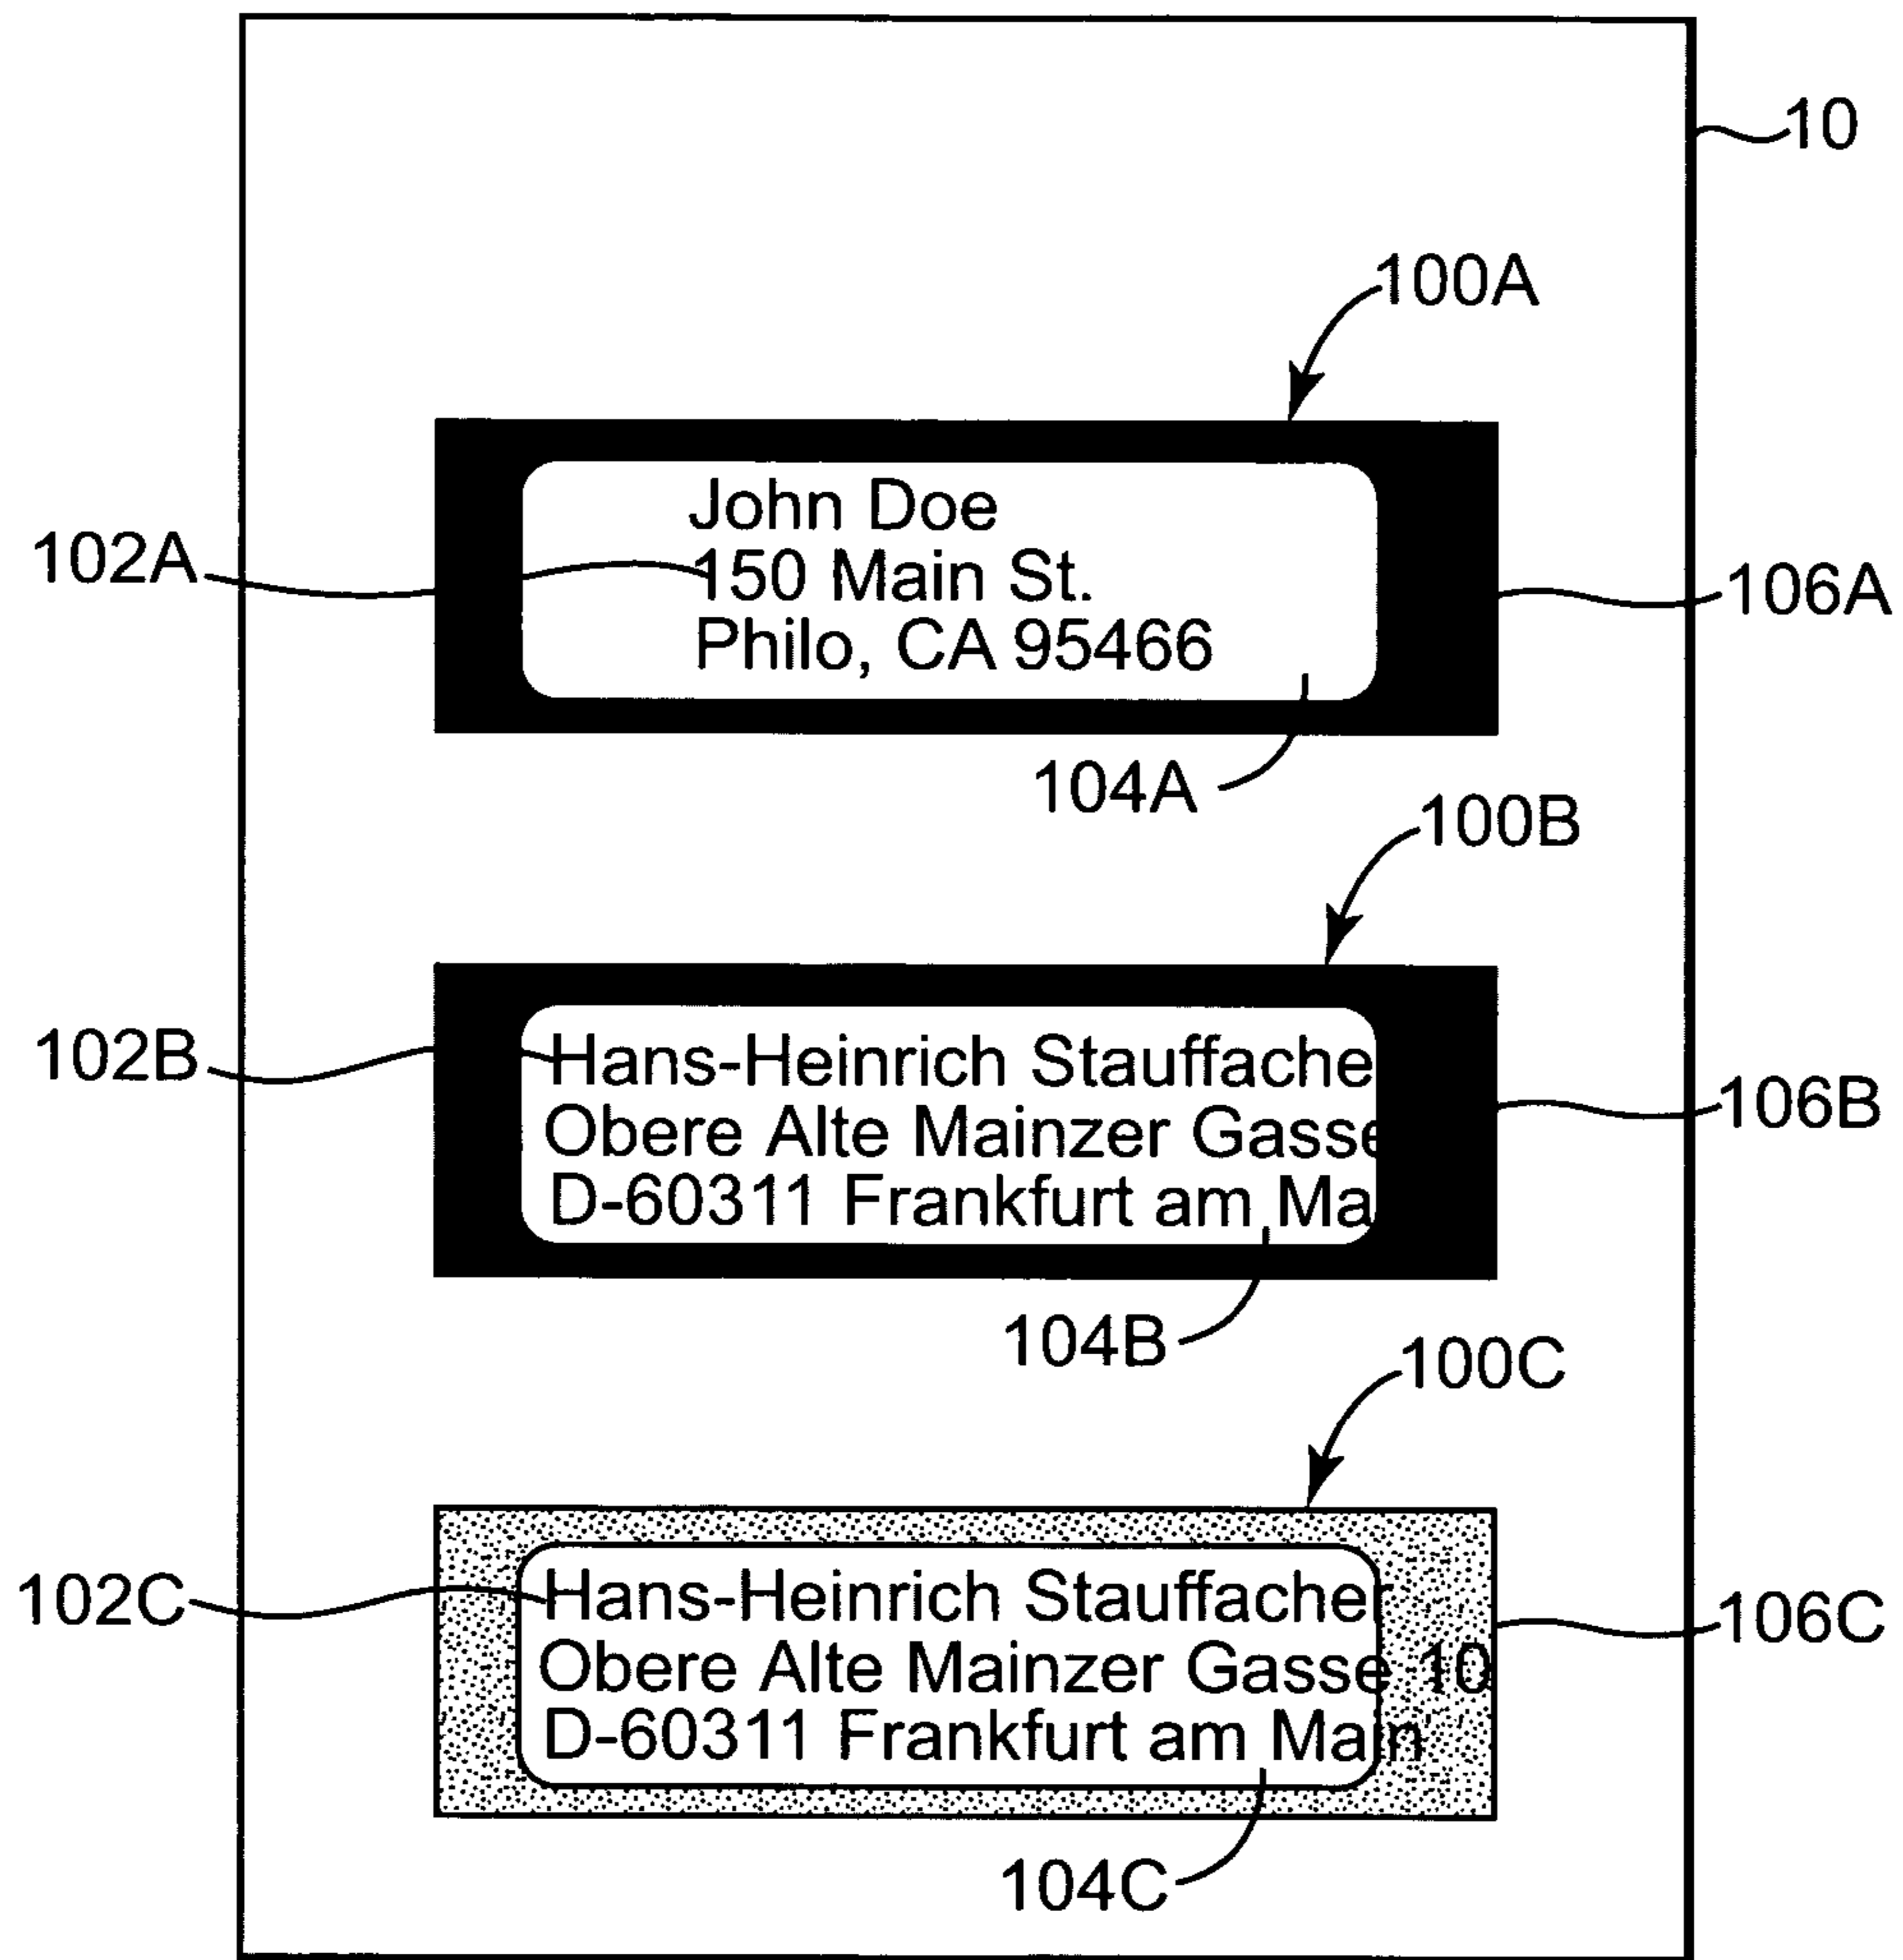 10
100A
John Doe
102A
150 Main St.
106A
Philo, CA 95466
104A
100B
Hans-Heinrich Stauffache
102B
Obere Alte Mainzer Gasse
106B
D-60311 Frankfurt am Ma
104B
100C
Hans-Heinrich Stauffacher
102C
Obere Alte Mainzer Gasse 10
106C
D-60311 Frankfurt am Main
104C